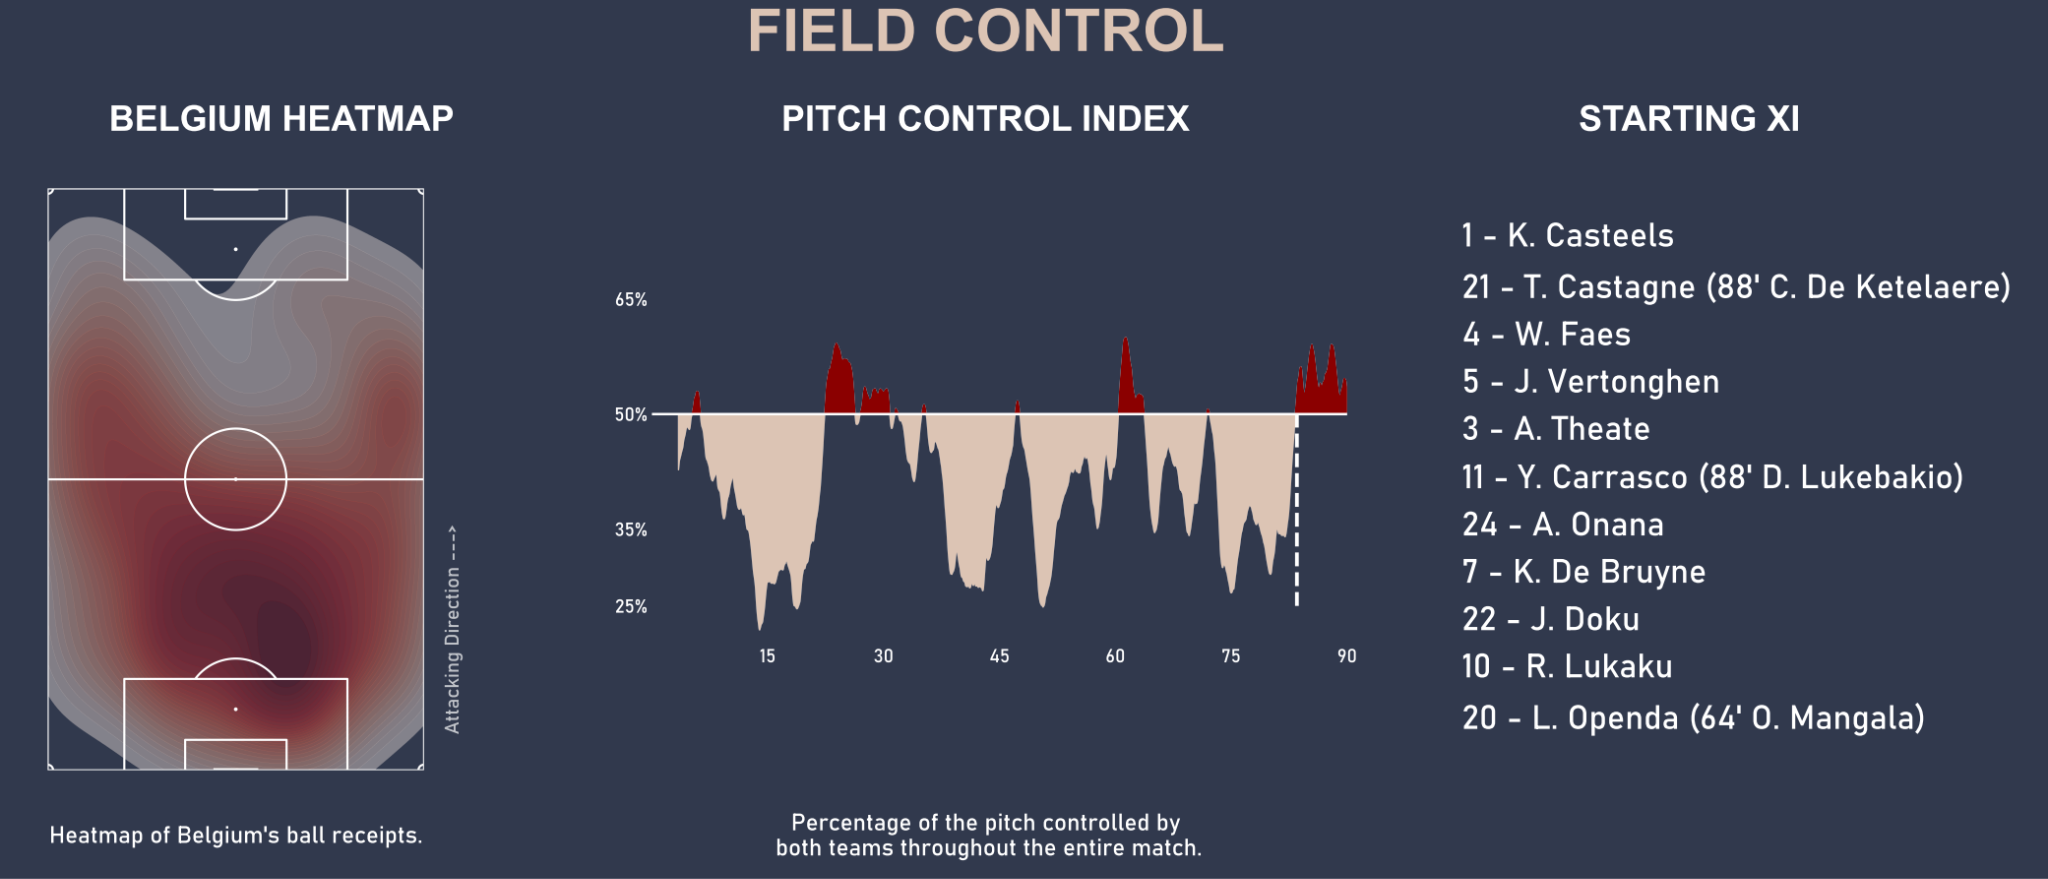 FIELD CONTROL
BELGIUM HEATMAP
Attacking Direction --->
Heatmap of Belgium's ball receipts.
PITCH CONTROL INDEX
65%
50%
35%
25%
15 30 45 60 75 90
Percentage of the pitch controlled by
both teams throughout the entire match.
STARTING XI
1 - K. Casteels
21 - T. Castagne (88' C. De Ketelaere)
4 - W. Faes
5 - J. Vertonghen
3 - A. Theate
11 - Y. Carrasco (88' D. Lukebakio)
24 - A. Onana
7 - K. De Bruyne
22 - J. Doku
10 - R. Lukaku
20 - L. Openda (64' O. Mangala)